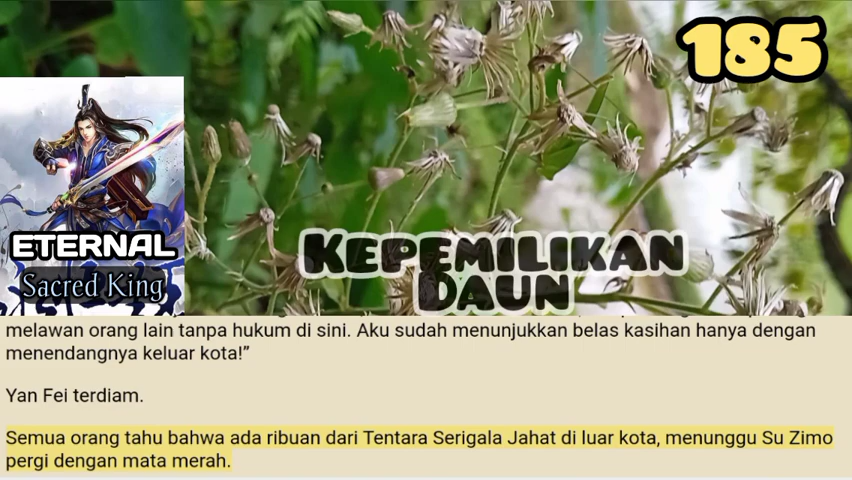 185
ETERNAL
Sacred King
KEPEMILIKAN
DAUN
melawan orang lain tanpa hukum di sini. Aku sudah menunjukkan belas kasihan hanya dengan
menendangnya keluar kota!”
Yan Fei terdiam.
Semua orang tahu bahwa ada ribuan dari Tentara Serigala Jahat di luar kota, menunggu Su Zimo
pergi dengan mata merah.